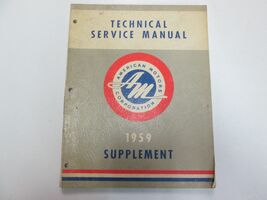 TECHNICAL
SERVICE MANUAL
AMERICAN MOTORS
AM
CORPORATION
1959
SUPPLEMENT